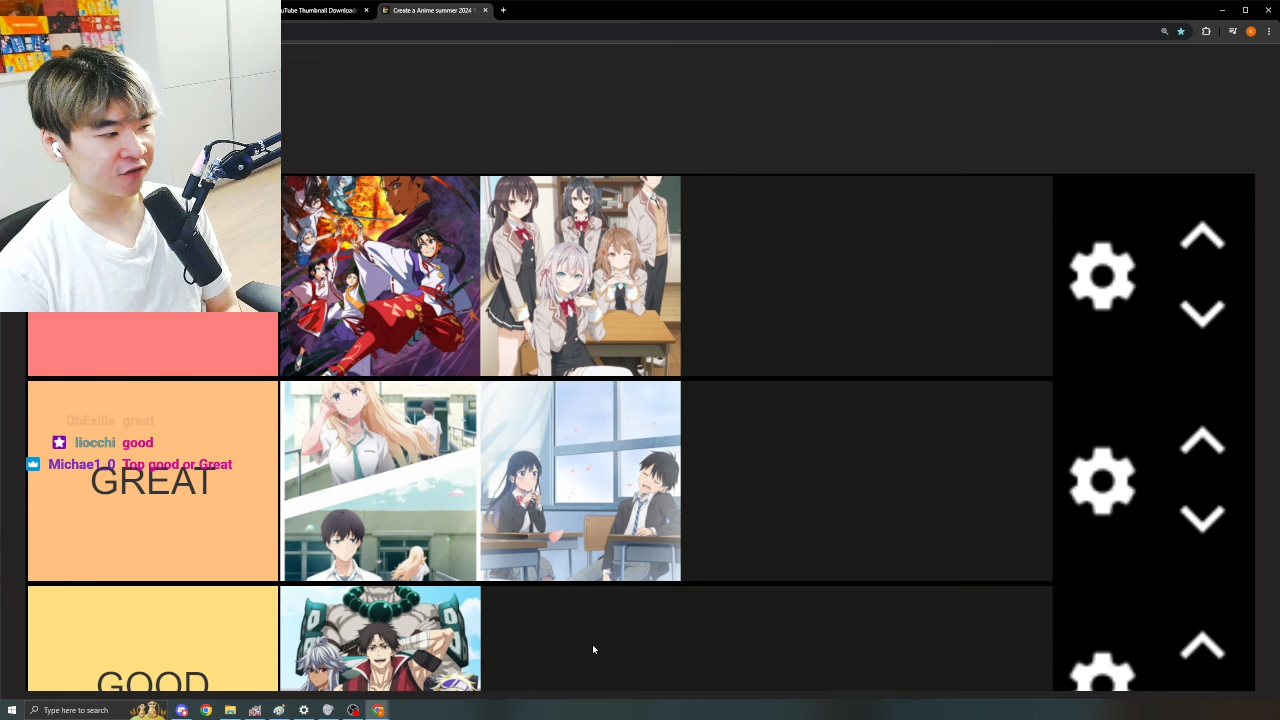 YouTube Thumbnail Download
Create a Anime summer 2024
DbExiile great
liocchi good
Michae1_0 Top good or Great
GREAT
GOOD
Type here to search